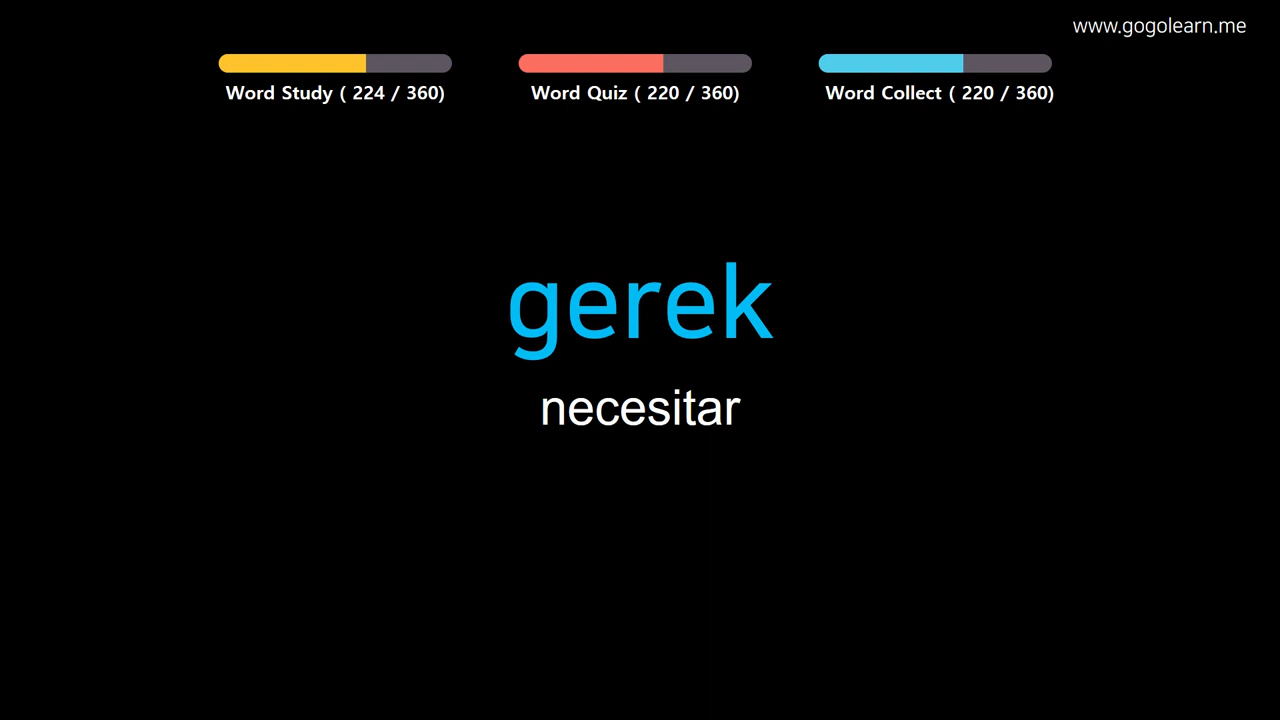 www.gogolearn.me
Word Study ( 224 / 360)
Word Quiz ( 220 / 360)
Word Collect ( 220 / 360)
gerek
necesitar